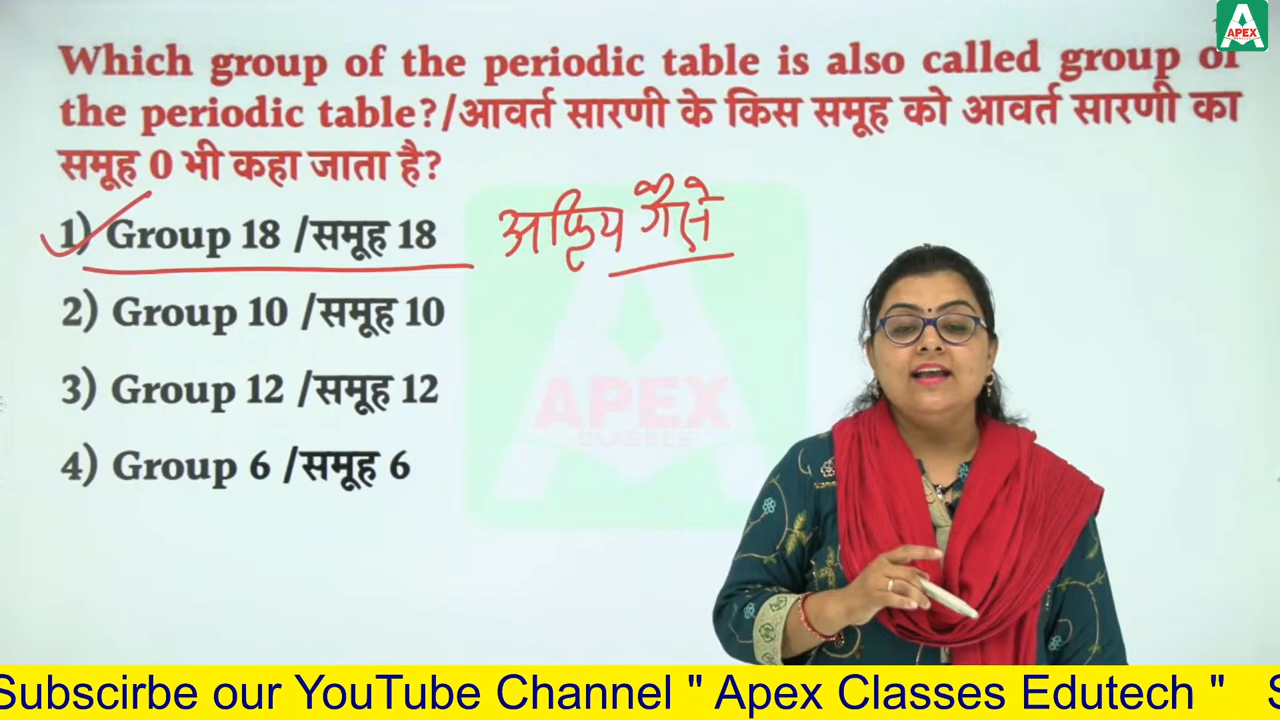 A
APEX
Which group of the periodic table is also called group of
the periodic table?/आवर्त सारणी के किस समूह को आवर्त सारणी का
समूह 0 भी कहा जाता है?
1) Group 18 /समूह 18
अक्रिय गैसे
2) Group 10 /समूह 10
3) Group 12 /समूह 12
4) Group 6 /समूह 6
APEX
CLASSES
Subscirbe our YouTube Channel " Apex Classes Edutech " S